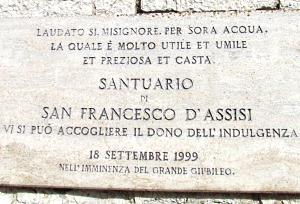 LAUDATO SI, MISIGNORE, PER SORA ACQUA,
LA QUALE È MOLTO UTILE ET UMILE
ET PREZIOSA ET CASTA.
SANTUARIO
DI
SAN FRANCESCO D'ASSISI
VI SI PUÒ ACCOGLIERE IL DONO DELL'INDULGENZA
18 SETTEMBRE 1999
NELL'IMMINENZA DEL GRANDE GIUBILEO.